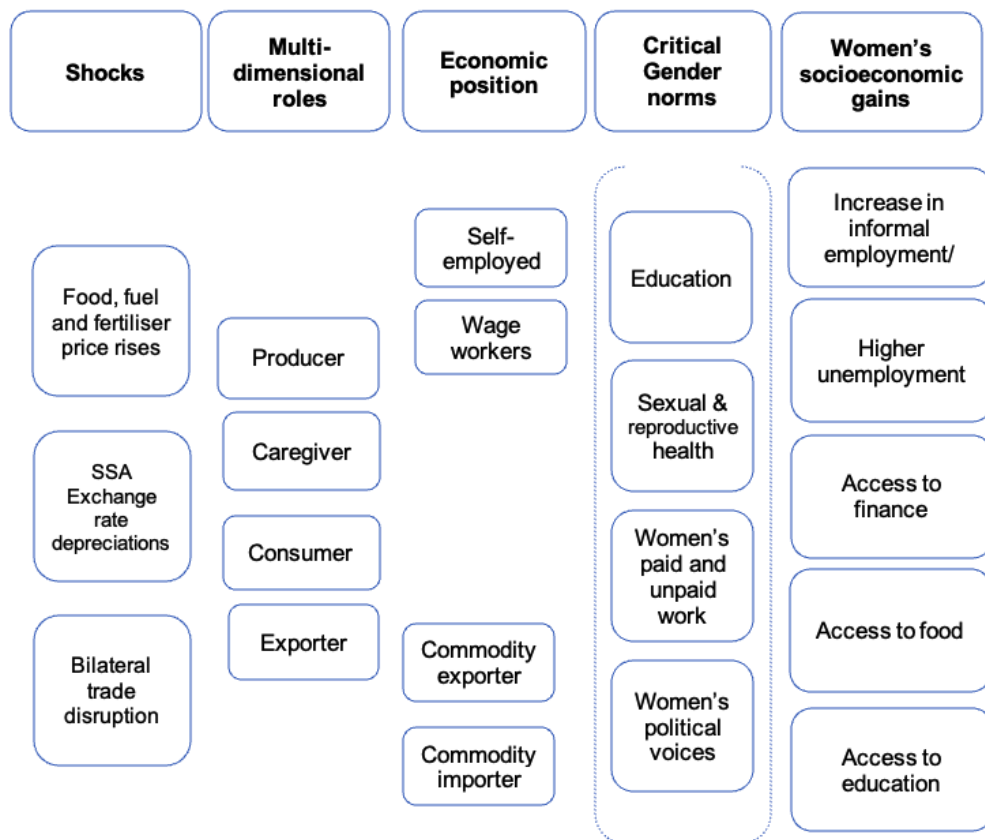 Shocks
Multi-
dimensional
roles
Economic
position
Critical
Gender
norms
Women's
socioeconomic
gains
Food, fuel
and fertiliser
price rises
SSA
Exchange
rate
depreciations
Bilateral
trade
disruption
Producer
Caregiver
Consumer
Exporter
Self-
employed
Wage
workers
Commodity
exporter
Commodity
importer
Education
Sexual &
reproductive
health
Women's
paid and
unpaid
work
Women's
political
voices
Increase in
informal
employment/
Higher
unemployment
Access to
finance
Access to food
Access to
education